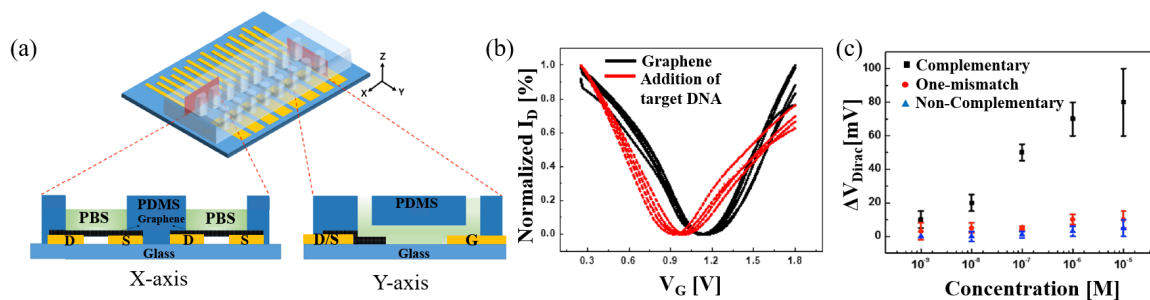 (a)
Z
X
Y
PDMS
PBS
Graphene
PBS
D
S
D
S
Glass
X-axis
PDMS
D/S
G
Glass
Y-axis
(b)
Graphene
Addition of
target DNA
Normalized I_D [%]
1.0
0.8
0.6
0.4
0.2
0.0
0.3
0.6
0.9
1.2
1.5
1.8
V_G [V]
(c)
Complementary
One-mismatch
Non-Complementary
ΔV_Dirac[mV]
100
80
60
40
20
0
10^-9
10^-8
10^-7
10^-6
10^-5
Concentration [M]